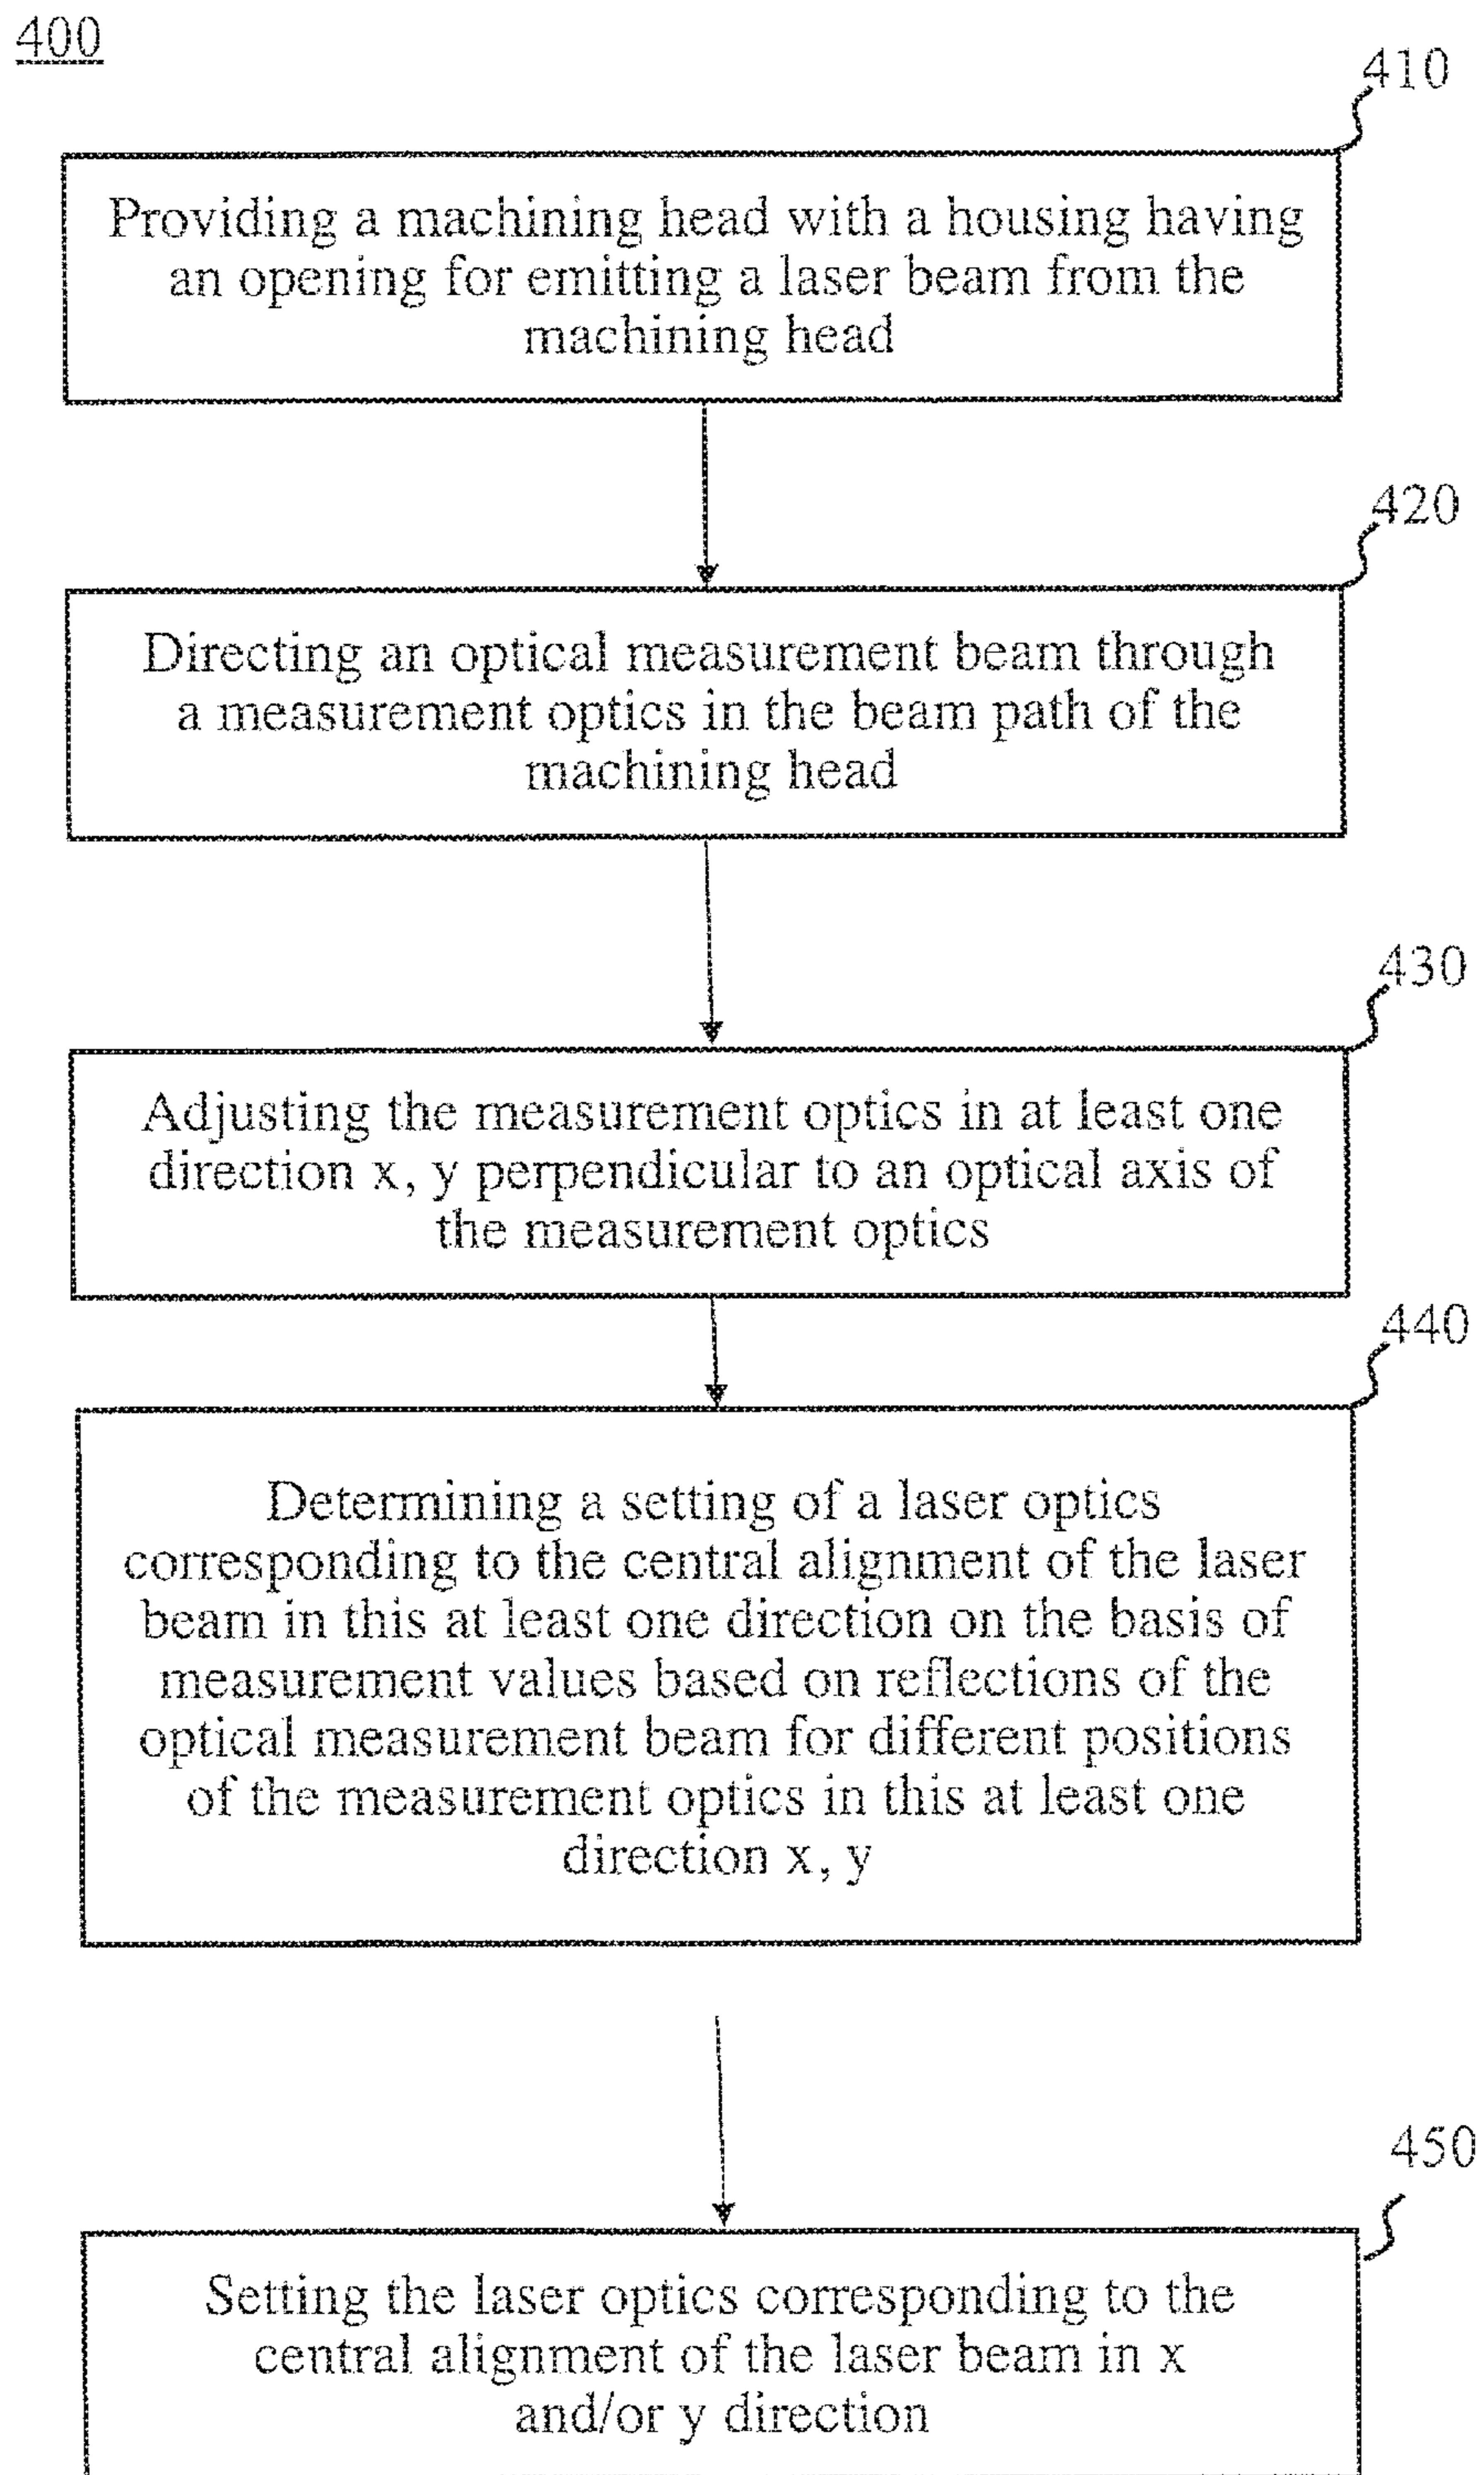 400
410
Providing a machining head with a housing having
an opening for emitting a laser beam from the
machining head
420
Directing an optical measurement beam through
a measurement optics in the beam path of the
machining head
430
Adjusting the measurement optics in at least one
direction x, y perpendicular to an optical axis of
the measurement optics
440
Determining a setting of a laser optics
corresponding to the central alignment of the laser
beam in this at least one direction on the basis of
measurement values based on reflections of the
optical measurement beam for different positions
of the measurement optics in this at least one
direction x, y
450
Setting the laser optics corresponding to the
central alignment of the laser beam in x
and/or y direction